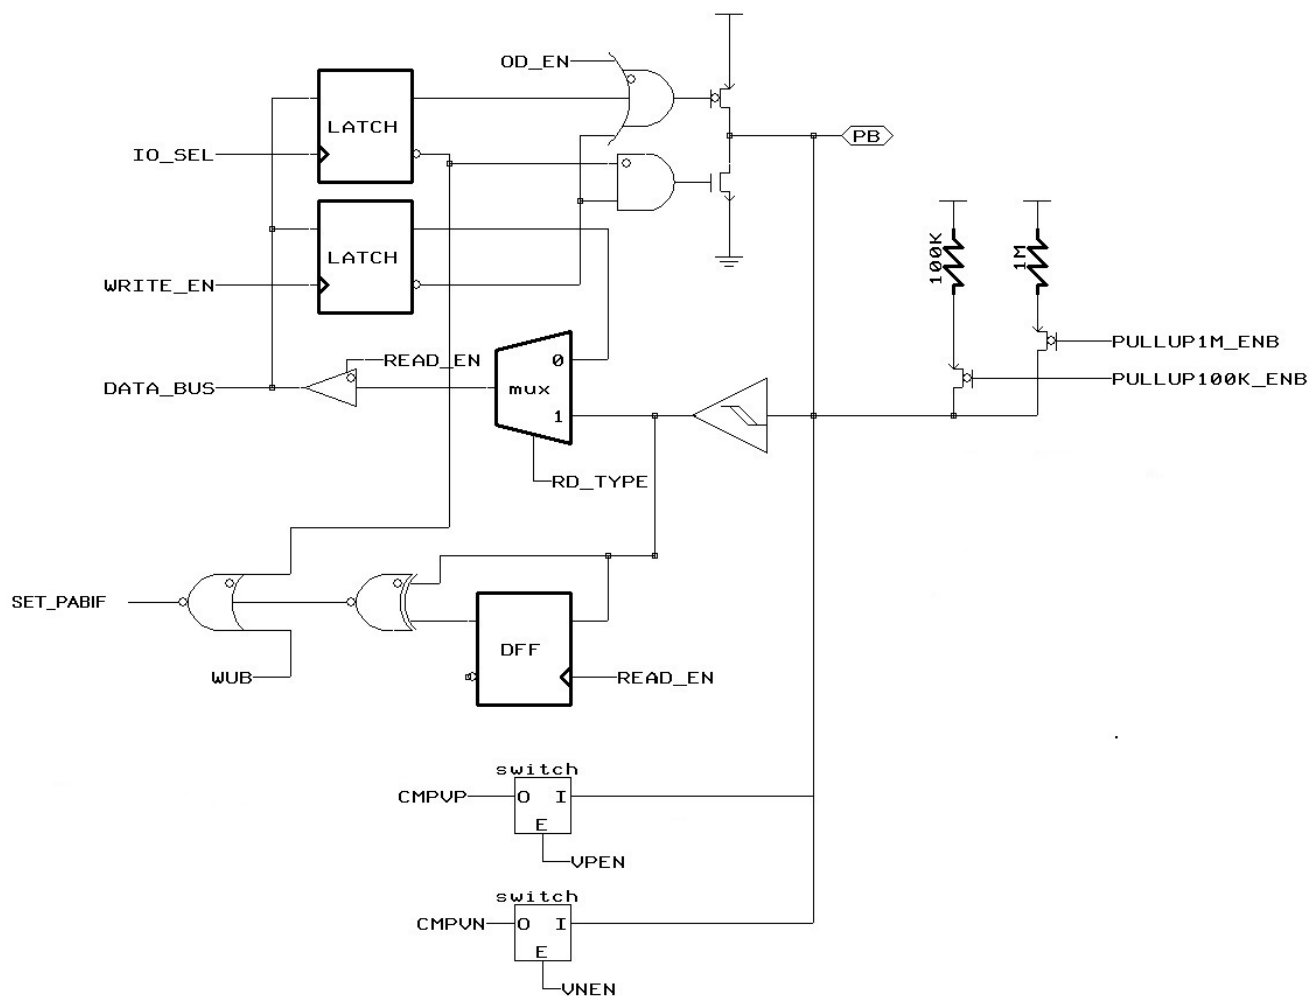 OD_EN
LATCH
PB
IO_SEL
LATCH
WRITE_EN
100K
1M
PULLUP1M_ENB
READ_EN
0
PULLUP100K_ENB
DATA_BUS
mux
1
RD_TYPE
SET_PABIF
DFF
WUB
READ_EN
switch
CMPVP
O I
E
VPEN
switch
CMPVN
O I
E
VNEN